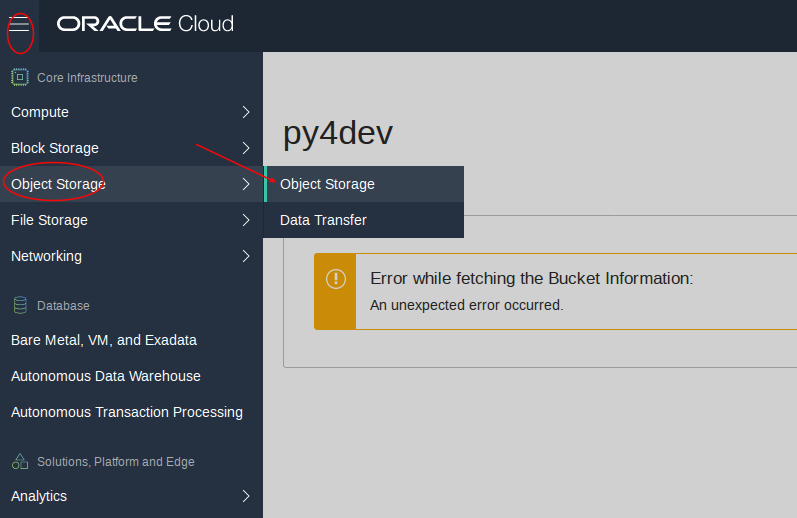 ORACLE Cloud
Core Infrastructure
Compute
Block Storage
Object Storage
File Storage
Networking
Database
Bare Metal, VM, and Exadata
Autonomous Data Warehouse
Autonomous Transaction Processing
Solutions, Platform and Edge
Analytics
py4dev
Object Storage
Data Transfer
Error while fetching the Bucket Information:
An unexpected error occurred.